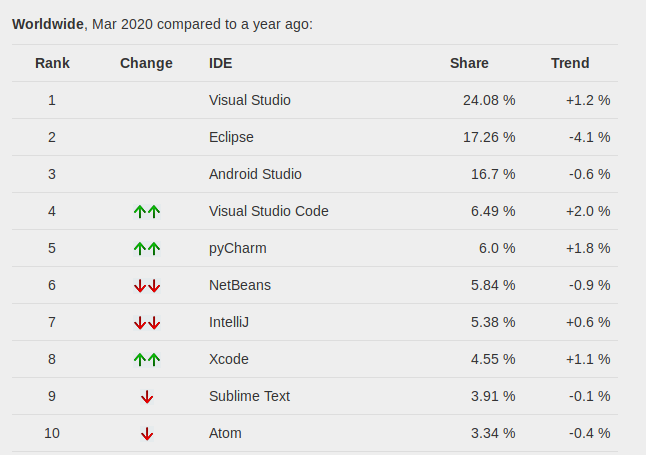 Worldwide, Mar 2020 compared to a year ago:
Rank Change IDE Share Trend
1 Visual Studio 24.08 % +1.2 %
2 Eclipse 17.26 % -4.1 %
3 Android Studio 16.7 % -0.6 %
4 ↑↑ Visual Studio Code 6.49 % +2.0 %
5 ↑↑ pyCharm 6.0 % +1.8 %
6 ↓↓ NetBeans 5.84 % -0.9 %
7 ↓↓ IntelliJ 5.38 % +0.6 %
8 ↑↑ Xcode 4.55 % +1.1 %
9 ↓ Sublime Text 3.91 % -0.1 %
10 ↓ Atom 3.34 % -0.4 %